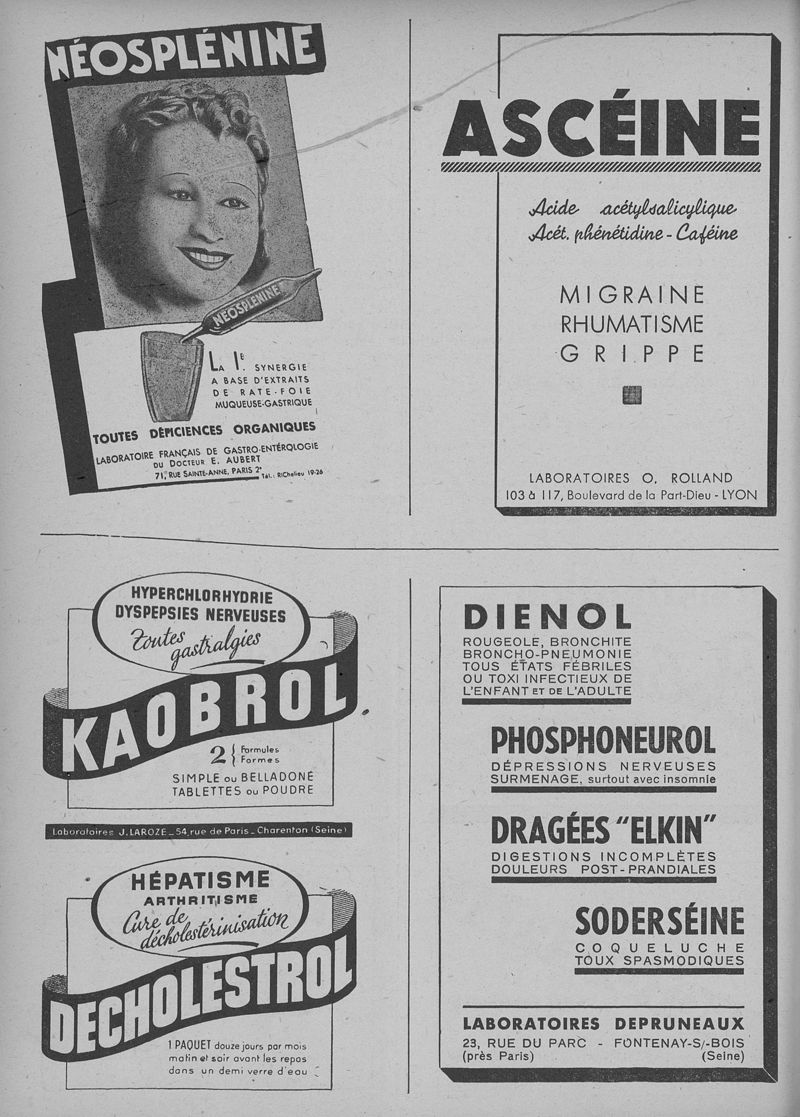 NÉOSPLÉNINE
NÉOSPLÉNINE
LA 1E. SYNERGIE
A BASE D'EXTRAITS
DE RATE-FOIE
MUQUEUSE-GASTRIQUE
TOUTES DÉFICIENCES ORGANIQUES
LABORATOIRE FRANÇAIS DE GASTRO-ENTÉROLOGIE
DU DOCTEUR E. AUBERT
71, RUE SAINTE-ANNE, PARIS 2e Tél.: RIChelieu 19-26
ASCÉINE
Acide acétylsalicylique
Acét. phénétidine - Caféine
MIGRAINE
RHUMATISME
GRIPPE
LABORATOIRES O. ROLLAND
103 à 117, Boulevard de la Part-Dieu - LYON
HYPERCHLORHYDRIE
DYSPEPSIES NERVEUSES
Toutes
gastralgies
KAOBROL
2 { Formules
Formes
SIMPLE ou BELLADONÉ
TABLETTES ou POUDRE
Laboratoires J. LAROZE _ 54, rue de Paris _ Charenton (Seine)
HÉPATISME
ARTHRITISME
Cure de
décholestérinisation
DECHOLESTROL
1 PAQUET douze jours par mois
matin et soir avant les repas
dans un demi verre d'eau
DIENOL
ROUGEOLE, BRONCHITE
BRONCHO-PNEUMONIE
TOUS ÉTATS FÉBRILES
OU TOXI INFECTIEUX DE
L'ENFANT ET DE L'ADULTE
PHOSPHONEUROL
DÉPRESSIONS NERVEUSES
SURMENAGE, surtout avec insomnie
DRAGÉES "ELKIN"
DIGESTIONS INCOMPLÈTES
DOULEURS POST-PRANDIALES
SODERSÉINE
COQUELUCHE
TOUX SPASMODIQUES
LABORATOIRES DEPRUNEAUX
23, RUE DU PARC - FONTENAY-S/-BOIS
(près Paris) (Seine)